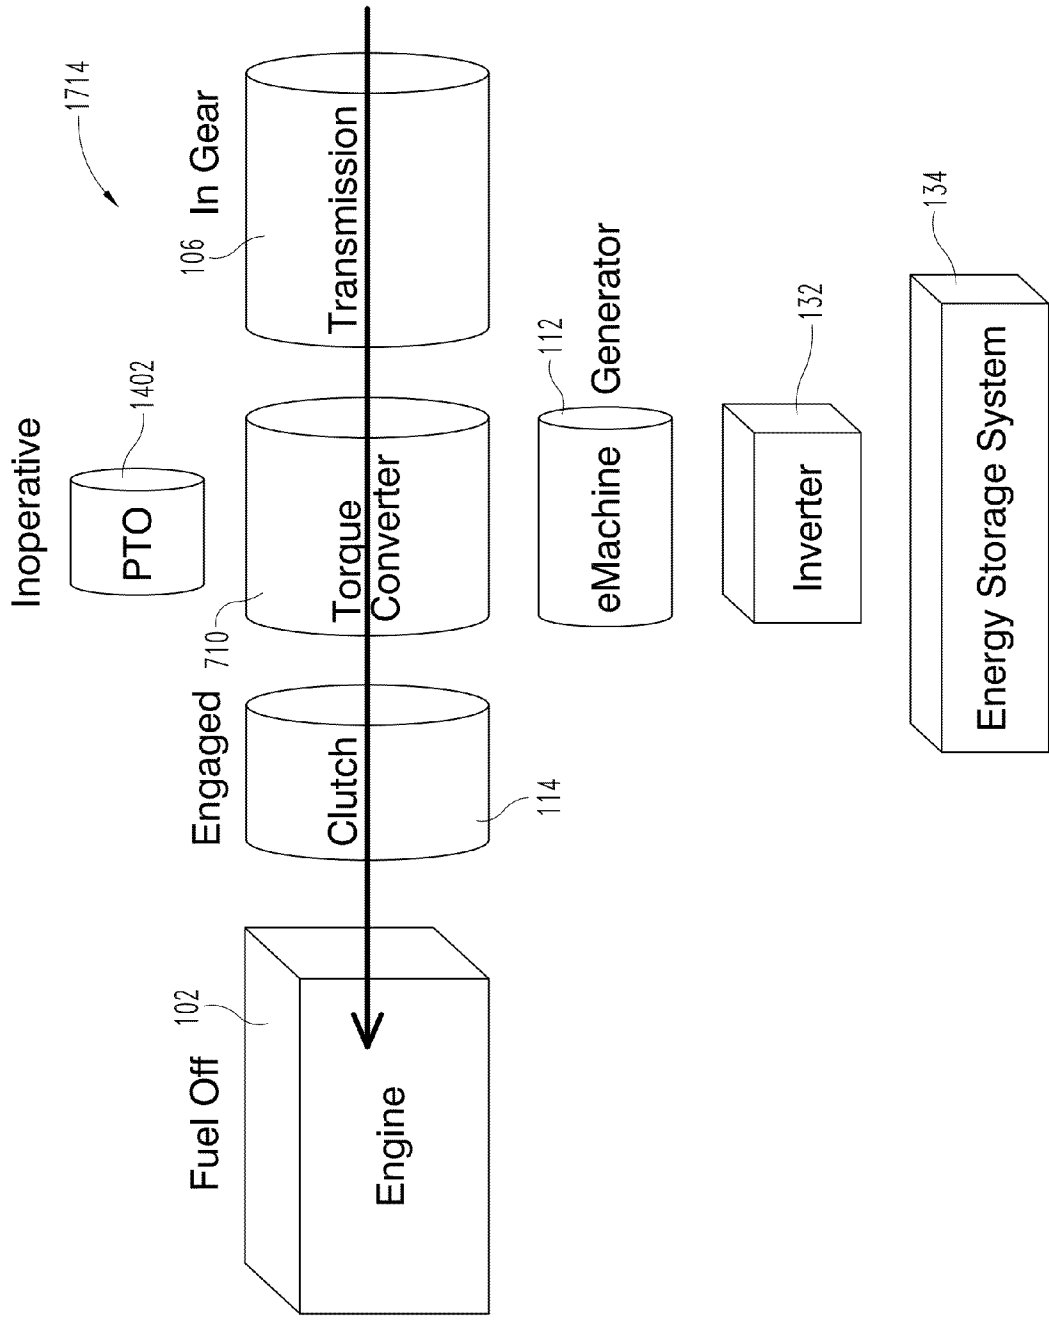 1714
Inoperative
1402
PTO
Fuel Off
102
Engine
Engaged
Clutch
114
710
Torque
Converter
In Gear
106
Transmission
eMachine
112
Generator
Inverter
132
Energy Storage System
134